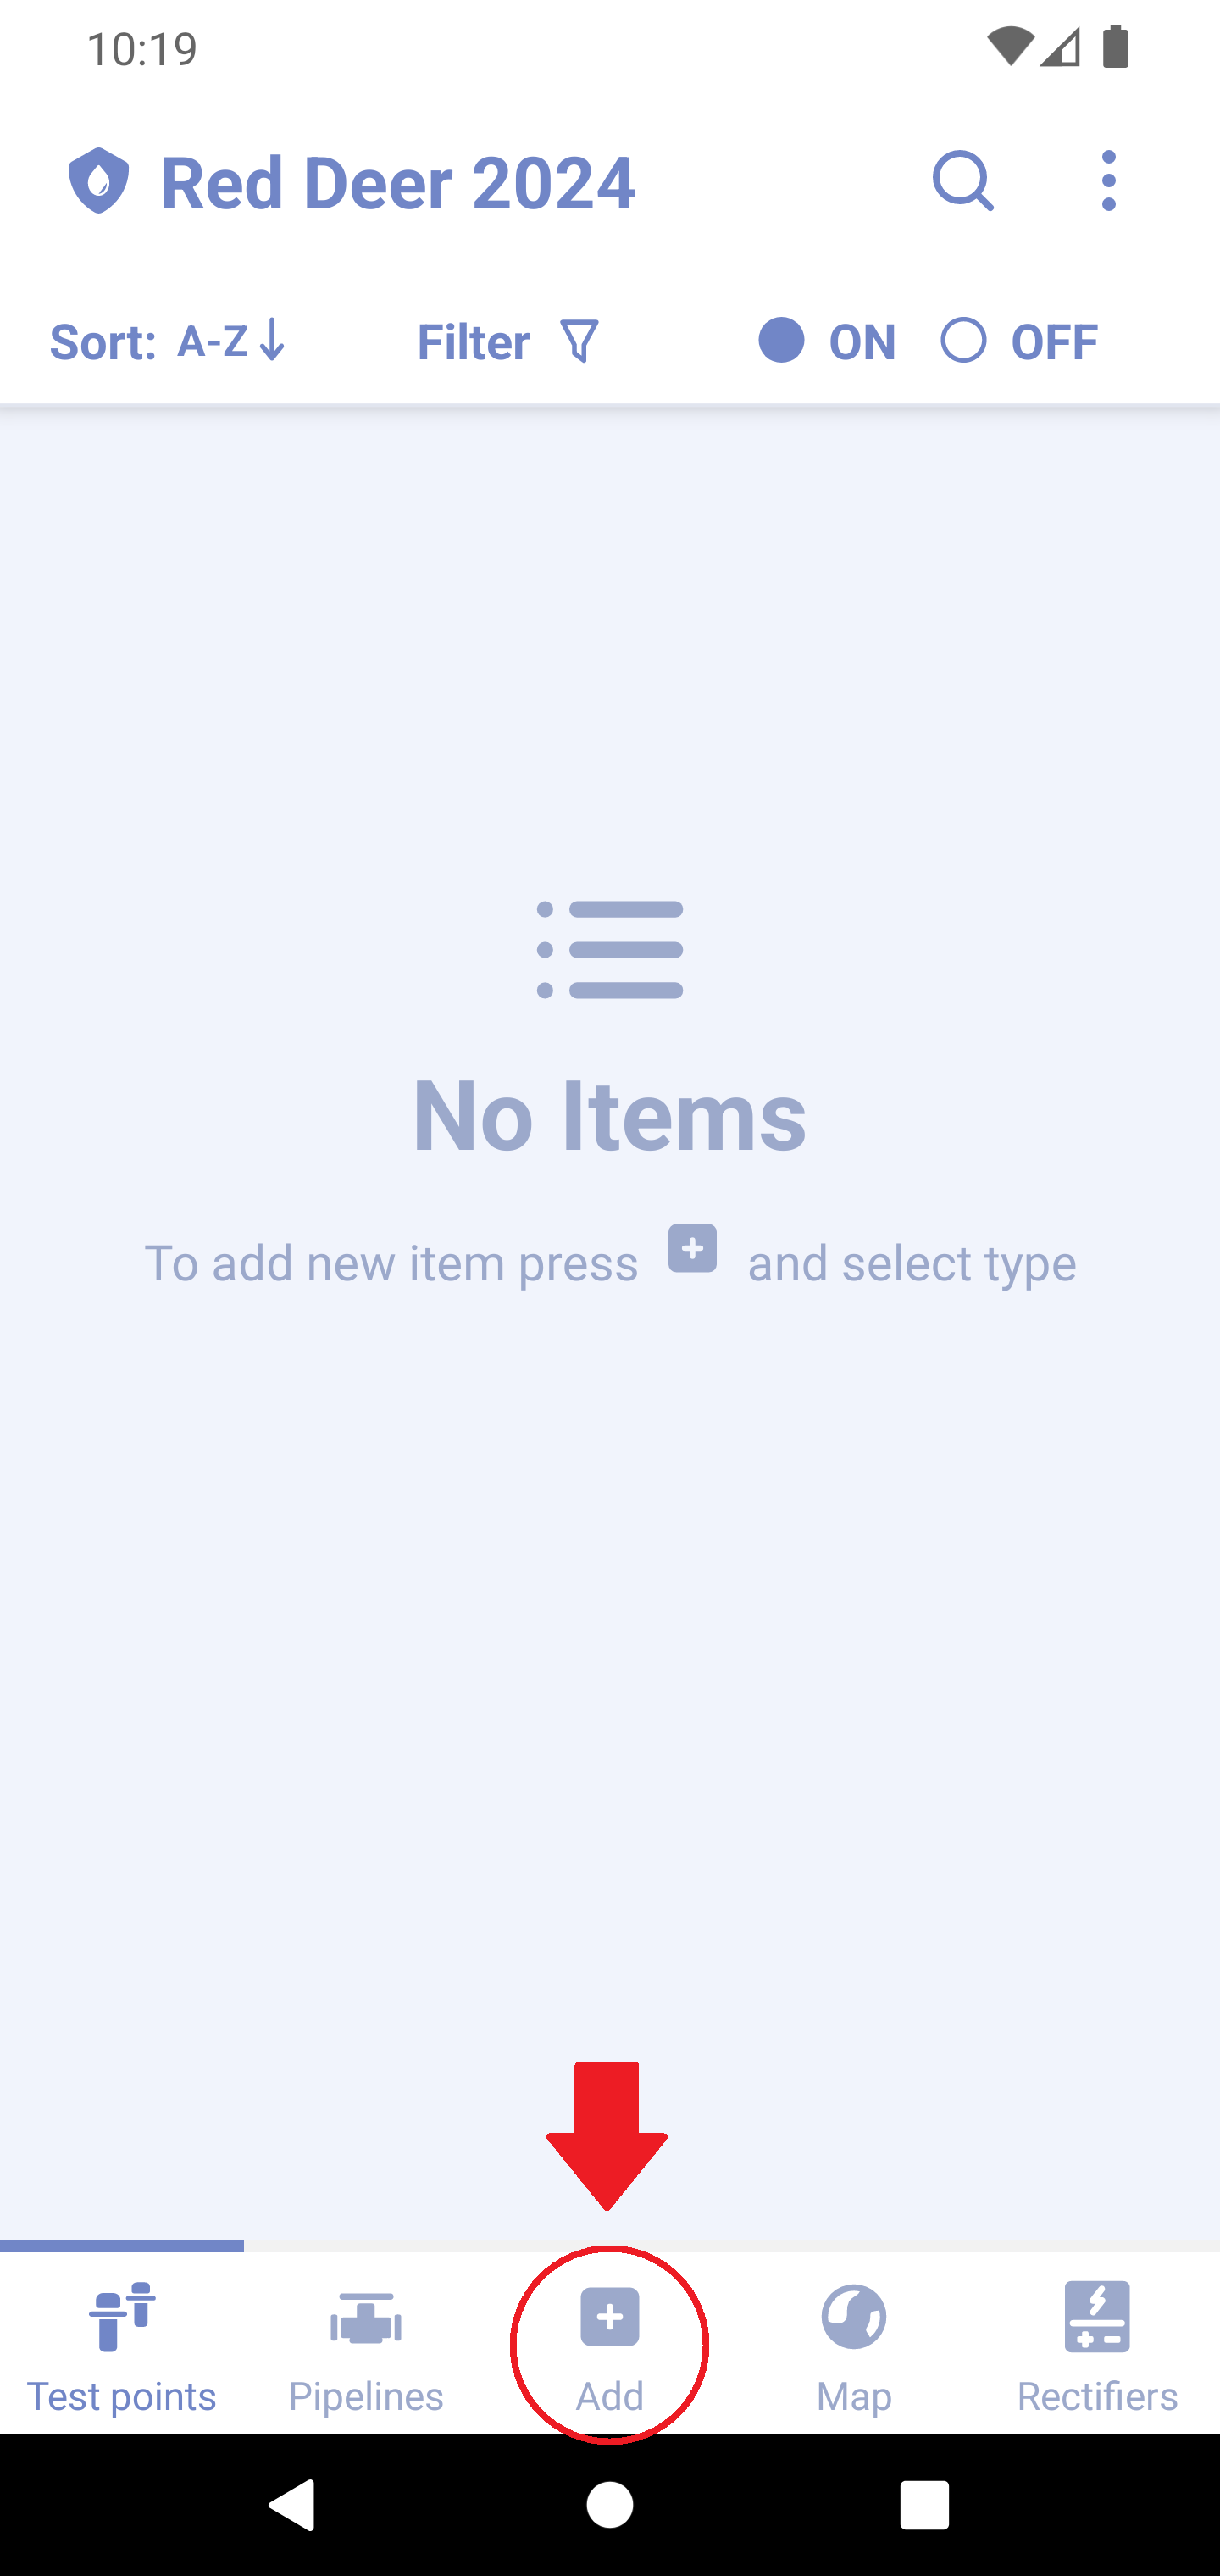 10:19
Red Deer 2024
Sort: A-Z Filter ON OFF
No Items
To add new item press and select type
Test points Pipelines Add Map Rectifiers